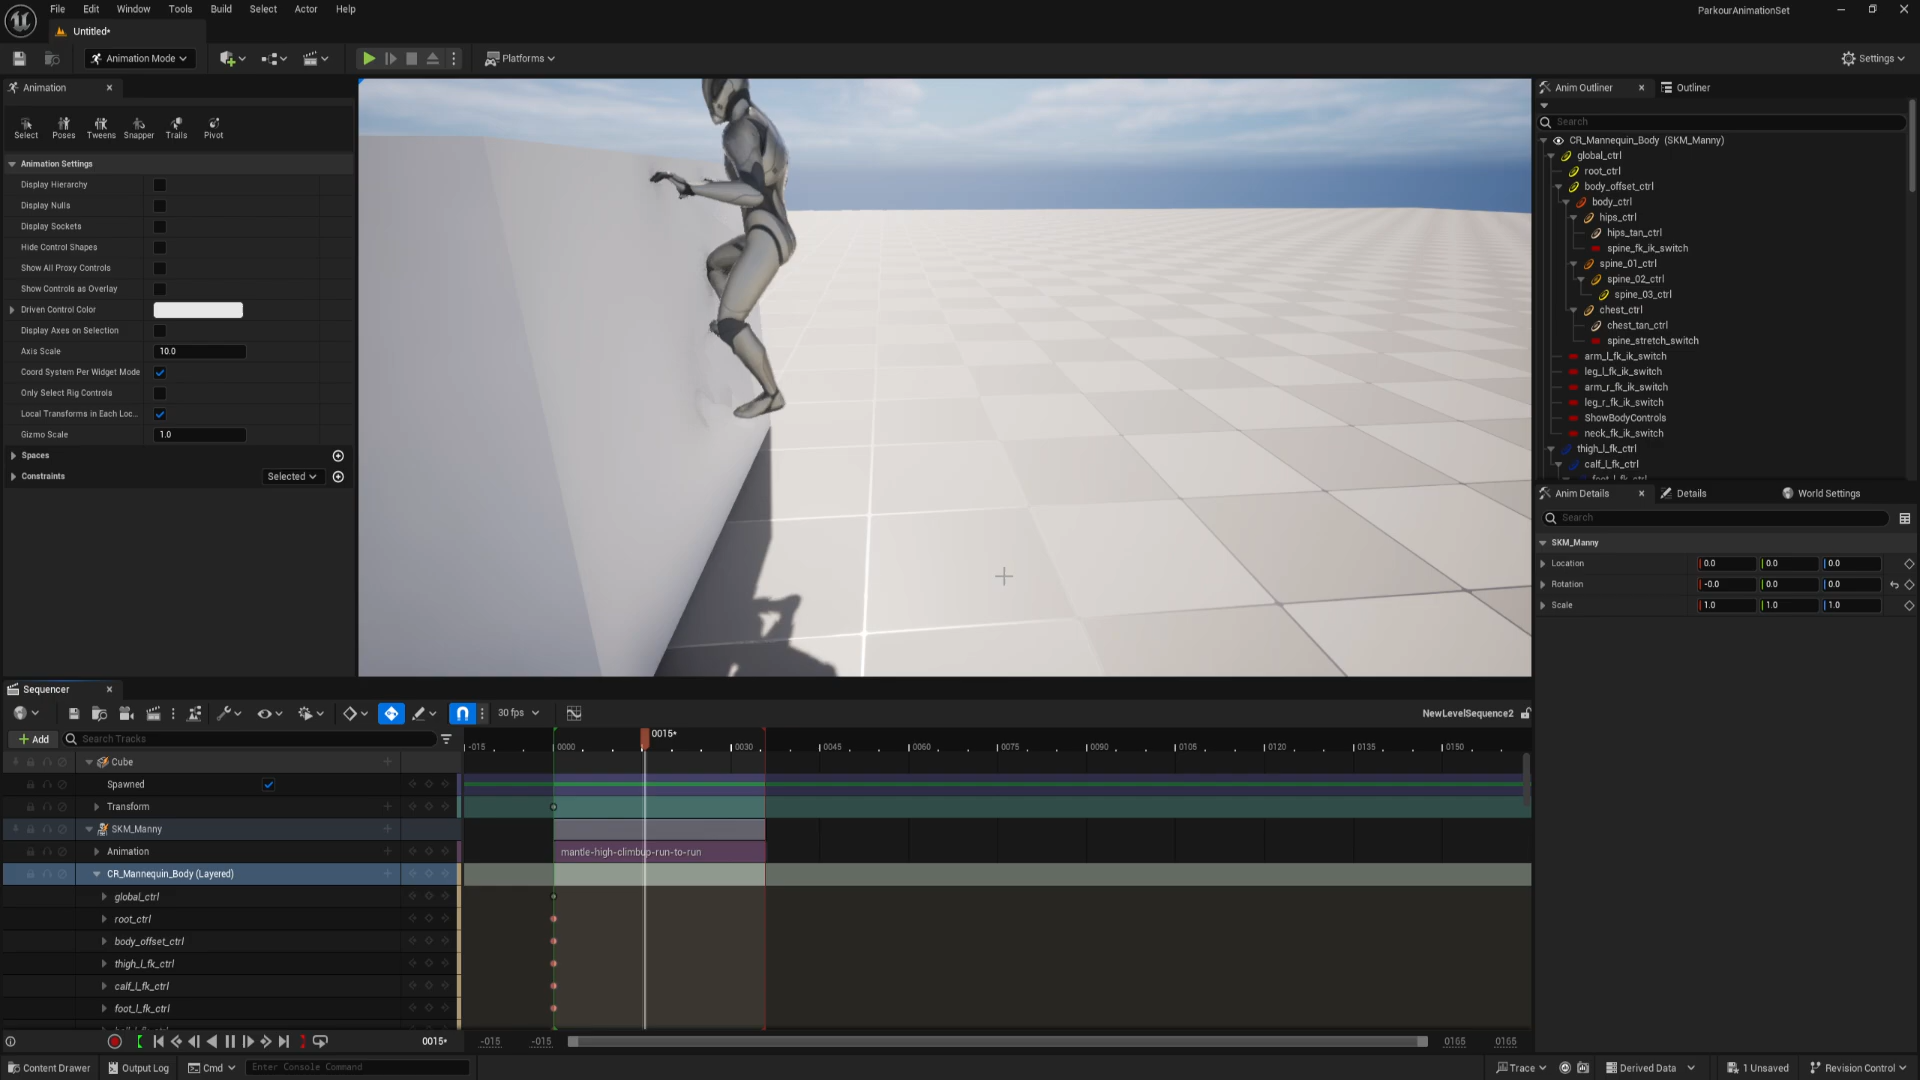 File Edit Window Tools Build Select Actor Help
ParkourAnimationSet
Untitled*
Animation Mode
Platforms
Settings
Animation
Select Poses Tweens Snapper Trails Pivot
Animation Settings
Display Hierarchy
Display Nulls
Display Sockets
Hide Control Shapes
Show All Proxy Controls
Show Controls as Overlay
Driven Control Color
Display Axes on Selection
Axis Scale 10.0
Coord System Per Widget Mode
Only Select Rig Controls
Local Transforms in Each Loc...
Gizmo Scale 1.0
Spaces
Constraints Selected
Anim Outliner Outliner
Search
CR_Mannequin_Body (SKM_Manny)
global_ctrl
root_ctrl
body_offset_ctrl
body_ctrl
hips_ctrl
hips_tan_ctrl
spine_fk_ik_switch
spine_01_ctrl
spine_02_ctrl
spine_03_ctrl
chest_ctrl
chest_tan_ctrl
spine_stretch_switch
arm_l_fk_ik_switch
leg_l_fk_ik_switch
arm_r_fk_ik_switch
leg_r_fk_ik_switch
ShowBodyControls
neck_fk_ik_switch
thigh_l_fk_ctrl
calf_l_fk_ctrl
foot_l_fk_ctrl
Anim Details Details World Settings
Search
SKM_Manny
Location 0.0 0.0 0.0
Rotation -0.0 0.0 0.0
Scale 1.0 1.0 1.0
Sequencer
30 fps
NewLevelSequence2
Add Search Tracks
0015*
-015 0000 0030 0045 0060 0075 0090 0105 0120 0135 0150
Cube
Spawned
Transform
SKM_Manny
Animation mantle-high-climbup-run-to-run
CR_Mannequin_Body (Layered)
global_ctrl
root_ctrl
body_offset_ctrl
thigh_l_fk_ctrl
calf_l_fk_ctrl
foot_l_fk_ctrl
0015* -015 -015 0165 0165
Content Drawer Output Log Cmd Enter Console Command
Trace Derived Data 1 Unsaved Revision Control